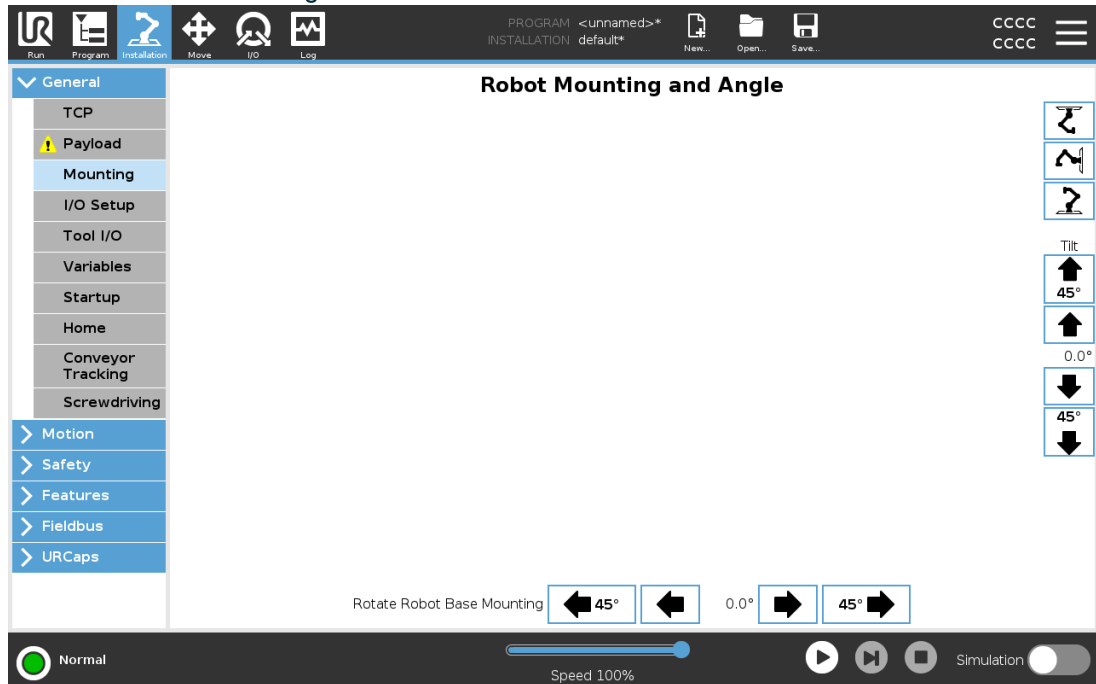 PROGRAM <unnamed>*
INSTALLATION default*
CCCC
CCCC
Run
Program
Installation
Move
I/O
Log
New...
Open...
Save...
General
TCP
Payload
Mounting
I/O Setup
Tool I/O
Variables
Startup
Home
Conveyor
Tracking
Screwdriving
Motion
Safety
Features
Fieldbus
URCaps
Robot Mounting and Angle
Tilt
45°
0.0°
45°
Rotate Robot Base Mounting 45° 0.0° 45°
Normal
Speed 100%
Simulation